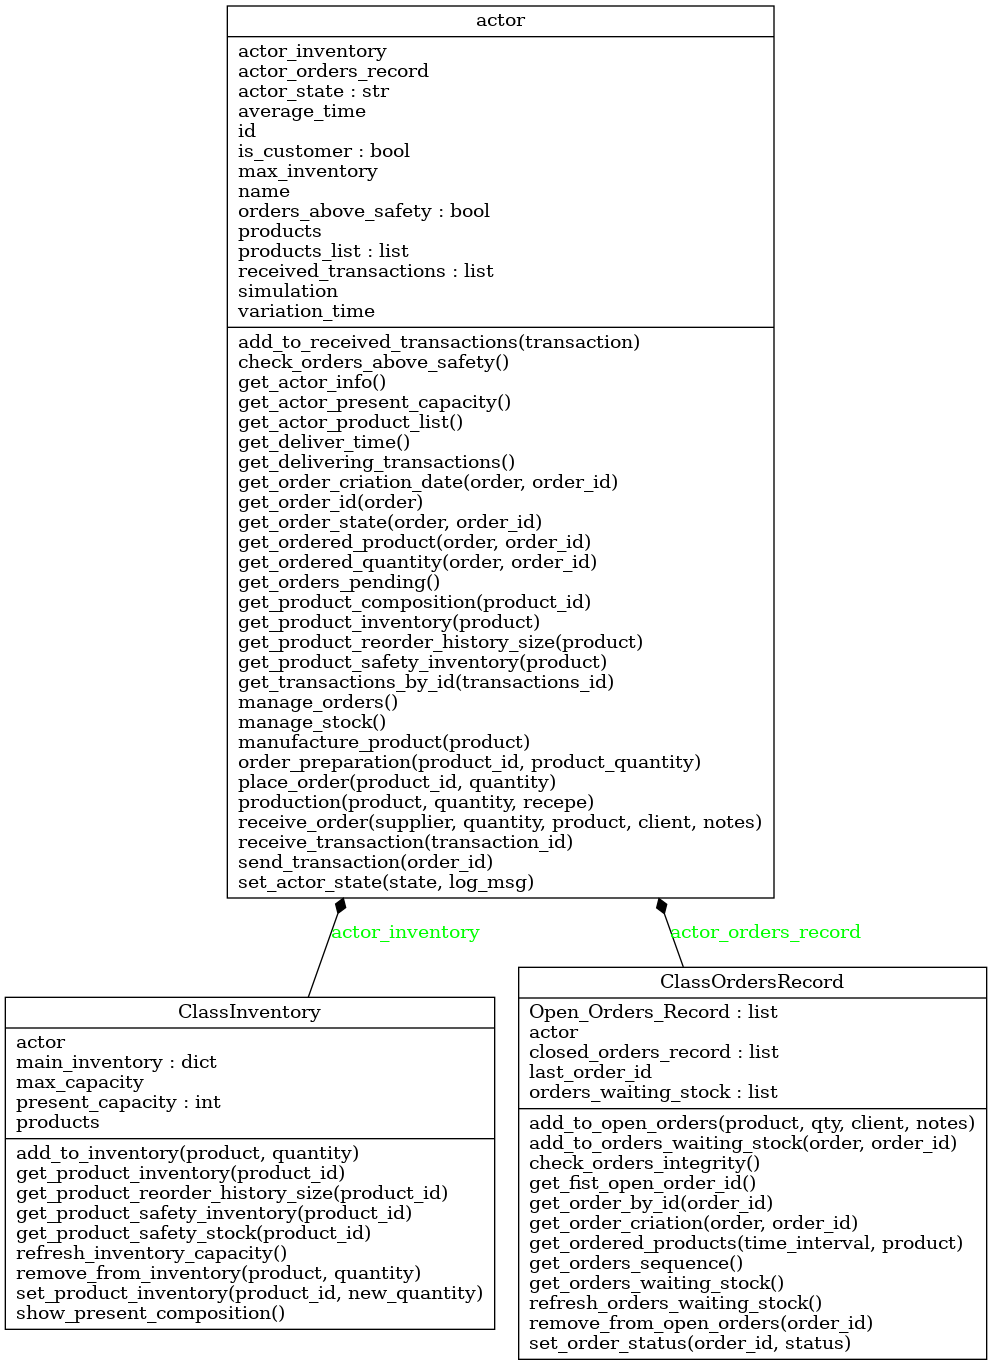 actor
actor_inventory
actor_orders_record
actor_state : str
average_time
id
is_customer : bool
max_inventory
name
orders_above_safety : bool
products
products_list : list
received_transactions : list
simulation
variation_time
add_to_received_transactions(transaction)
check_orders_above_safety()
get_actor_info()
get_actor_present_capacity()
get_actor_product_list()
get_deliver_time()
get_delivering_transactions()
get_order_criation_date(order, order_id)
get_order_id(order)
get_order_state(order, order_id)
get_ordered_product(order, order_id)
get_ordered_quantity(order, order_id)
get_orders_pending()
get_product_composition(product_id)
get_product_inventory(product)
get_product_reorder_history_size(product)
get_product_safety_inventory(product)
get_transactions_by_id(transactions_id)
manage_orders()
manage_stock()
manufacture_product(product)
order_preparation(product_id, product_quantity)
place_order(product_id, quantity)
production(product, quantity, recepe)
receive_order(supplier, quantity, product, client, notes)
receive_transaction(transaction_id)
send_transaction(order_id)
set_actor_state(state, log_msg)
actor_inventory
actor_orders_record
ClassInventory
actor
main_inventory : dict
max_capacity
present_capacity : int
products
add_to_inventory(product, quantity)
get_product_inventory(product_id)
get_product_reorder_history_size(product_id)
get_product_safety_inventory(product_id)
get_product_safety_stock(product_id)
refresh_inventory_capacity()
remove_from_inventory(product, quantity)
set_product_inventory(product_id, new_quantity)
show_present_composition()
ClassOrdersRecord
Open_Orders_Record : list
actor
closed_orders_record : list
last_order_id
orders_waiting_stock : list
add_to_open_orders(product, qty, client, notes)
add_to_orders_waiting_stock(order, order_id)
check_orders_integrity()
get_fist_open_order_id()
get_order_by_id(order_id)
get_order_criation(order, order_id)
get_ordered_products(time_interval, product)
get_orders_sequence()
get_orders_waiting_stock()
refresh_orders_waiting_stock()
remove_from_open_orders(order_id)
set_order_status(order_id, status)